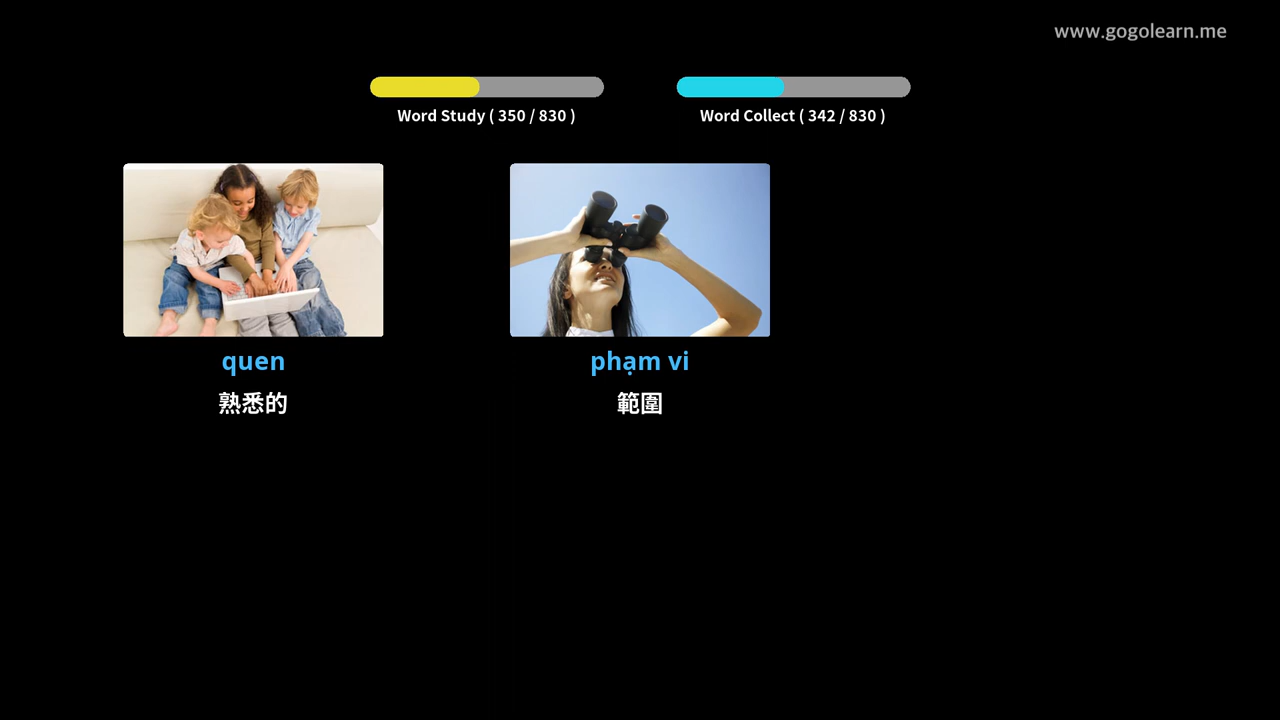 www.gogolearn.me
Word Study ( 350 / 830 )
Word Collect ( 342 / 830 )
quen
熟悉的
phạm vi
範圍